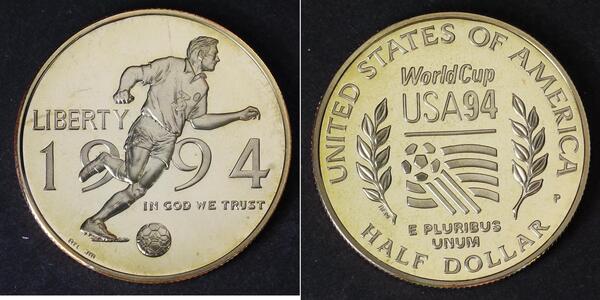 LIBERTY
1994
IN GOD WE TRUST
UNITED STATES OF AMERICA
World Cup
USA94
P
E PLURIBUS
UNUM
HALF DOLLAR